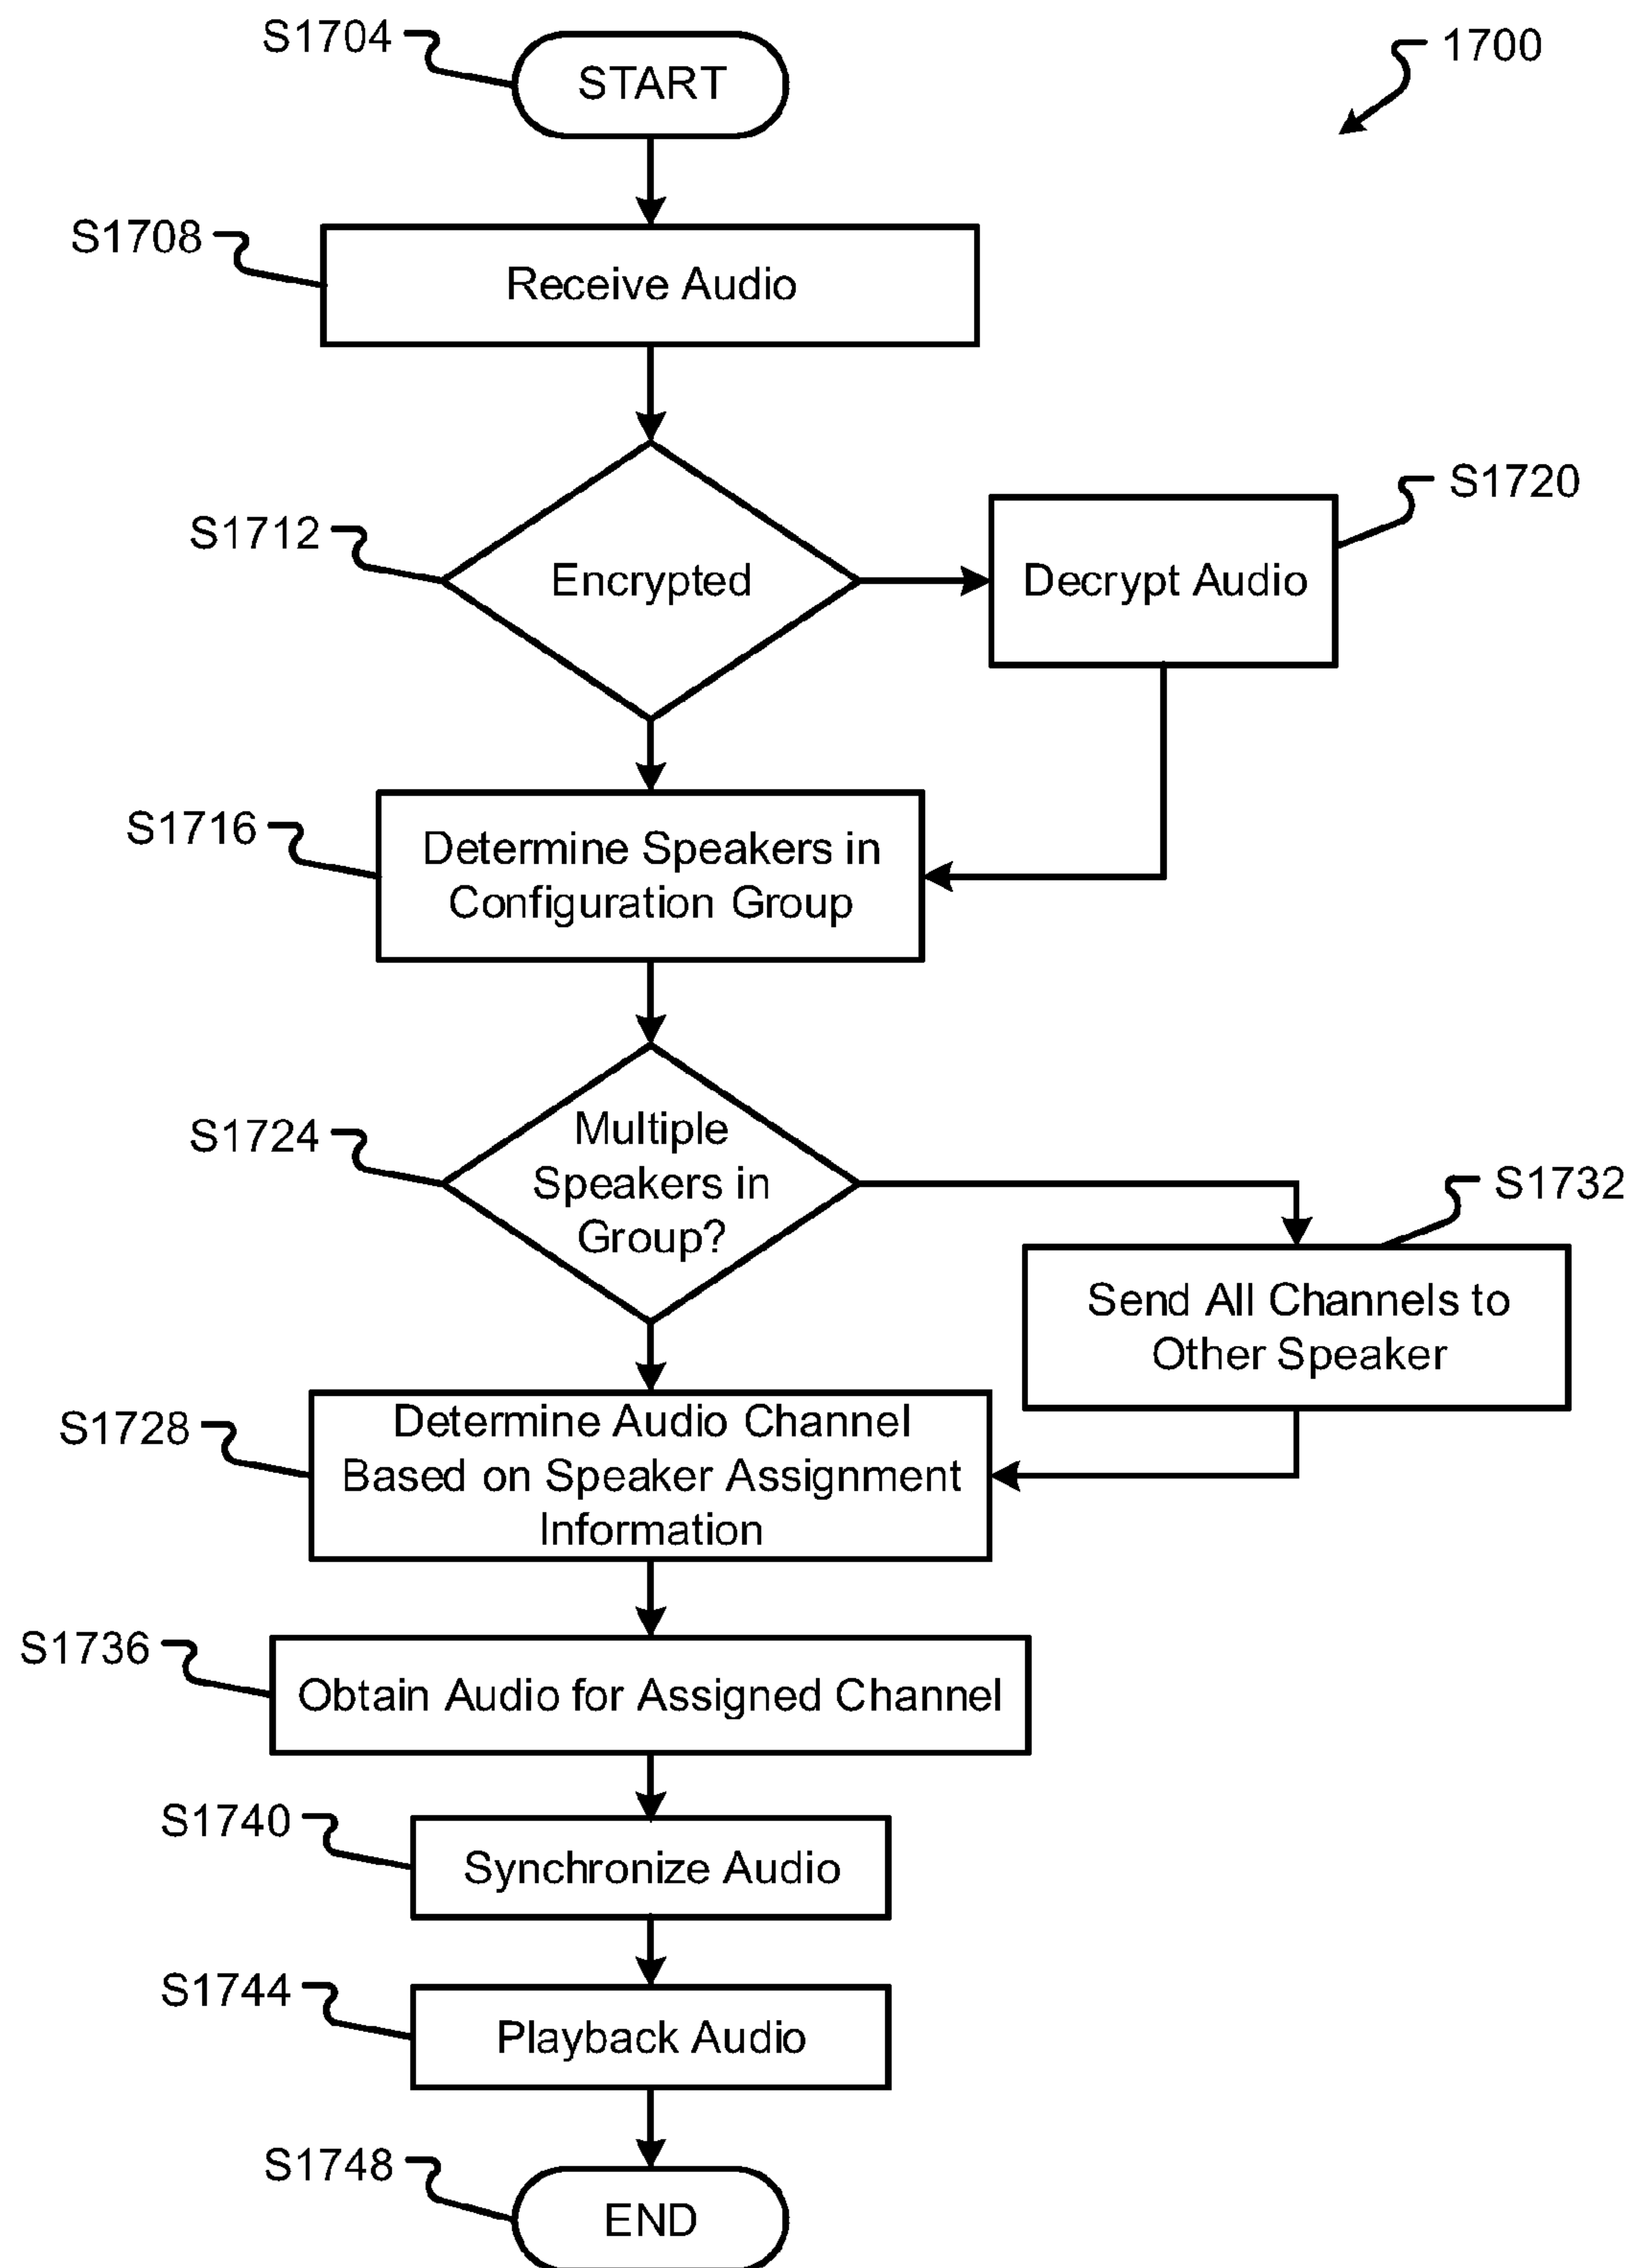 S1704
START
1700
S1708
Receive Audio
S1712
Encrypted
S1720
Decrypt Audio
S1716
Determine Speakers in
Configuration Group
S1724
Multiple
Speakers in
Group?
S1732
Send All Channels to
Other Speaker
S1728
Determine Audio Channel
Based on Speaker Assignment
Information
S1736
Obtain Audio for Assigned Channel
S1740
Synchronize Audio
S1744
Playback Audio
S1748
END